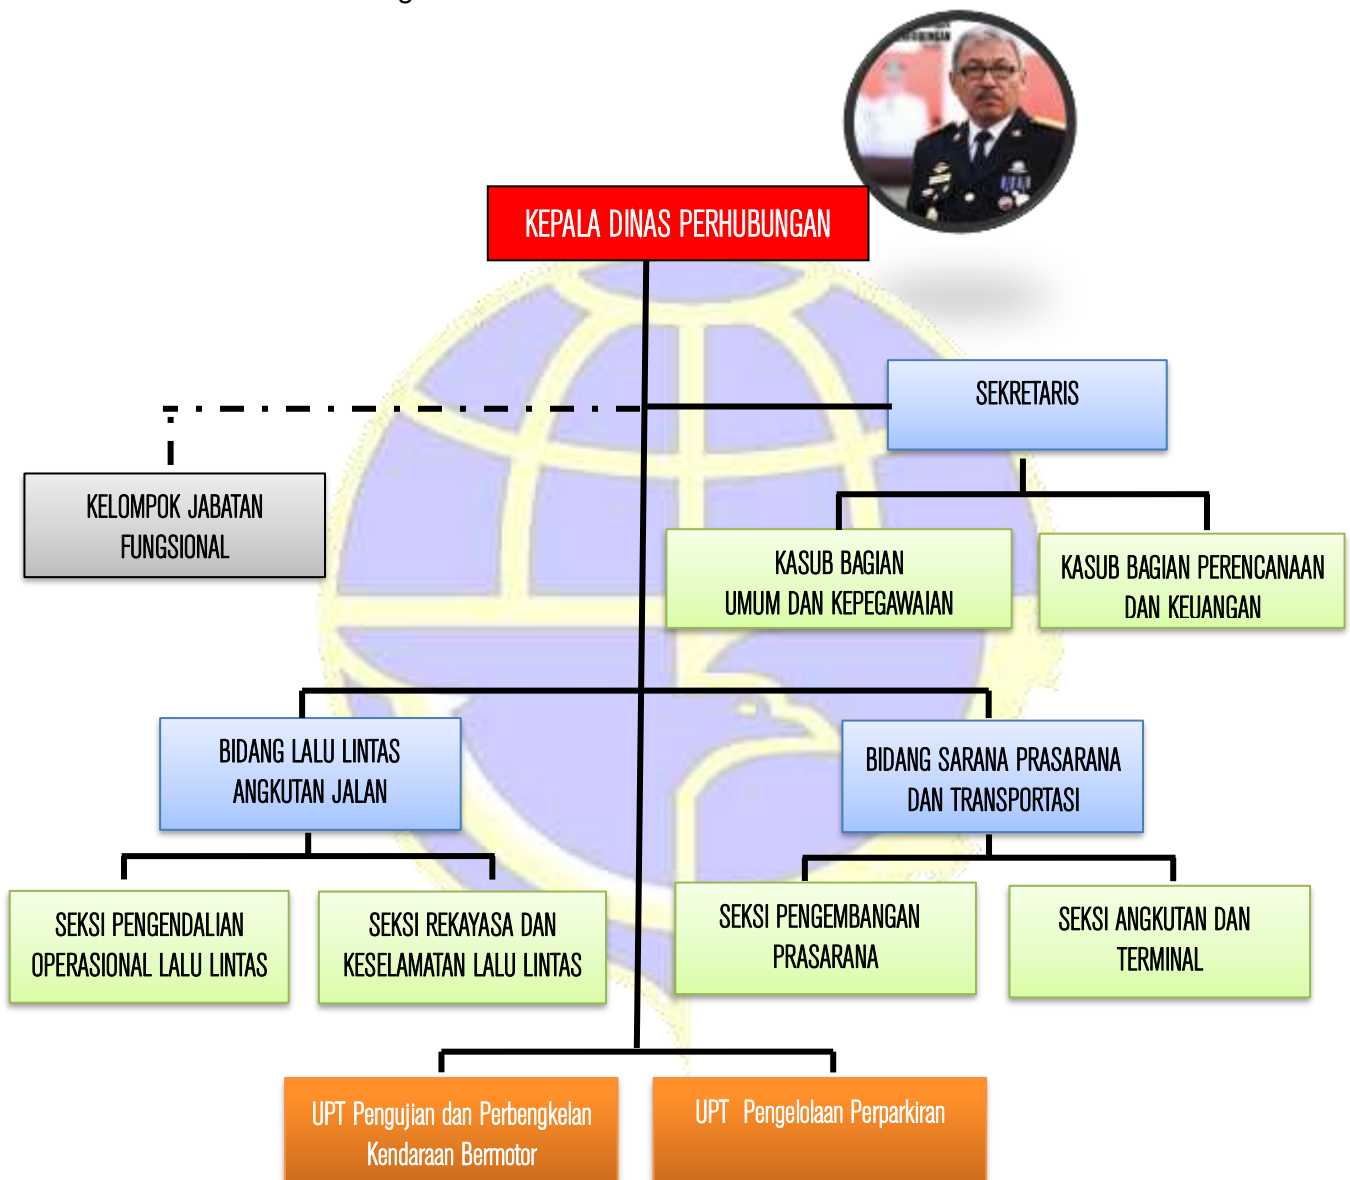 KEPALA DINAS PERHUBUNGAN
SEKRETARIS
KELOMPOK JABATAN
FUNGSIONAL
KASUB BAGIAN
UMUM DAN KEPEGAWAIAN
KASUB BAGIAN PERENCANAAN
DAN KEUANGAN
BIDANG LALU LINTAS
ANGKUTAN JALAN
BIDANG SARANA PRASARANA
DAN TRANSPORTASI
SEKSI PENGENDALIAN
OPERASIONAL LALU LINTAS
SEKSI REKAYASA DAN
KESELAMATAN LALU LINTAS
SEKSI PENGEMBANGAN
PRASARANA
SEKSI ANGKUTAN DAN
TERMINAL
UPT Pengujian dan Perbengkelan
Kendaraan Bermotor
UPT Pengelolaan Perparkiran